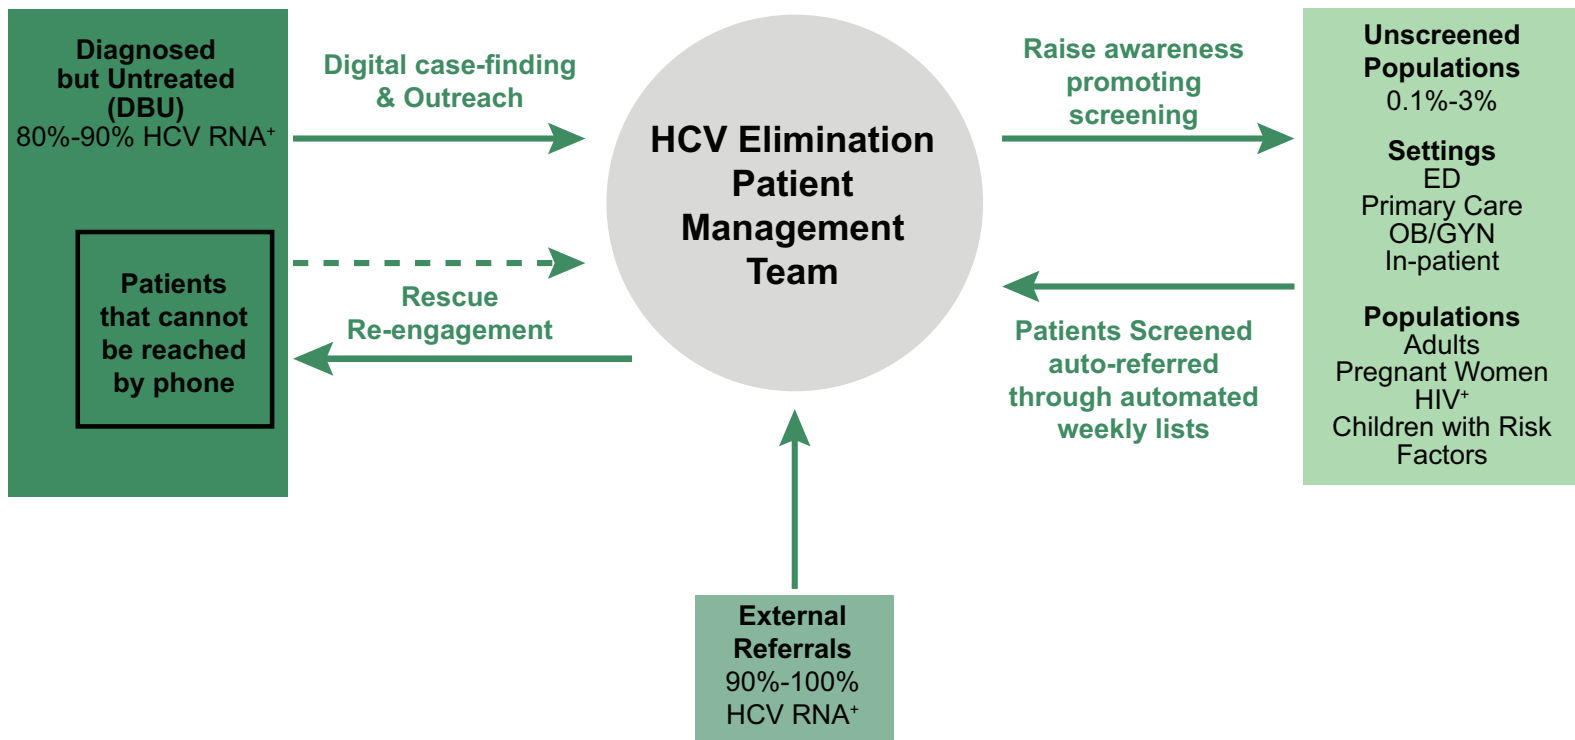 Diagnosed
but Untreated
(DBU)
80%-90% HCV RNA⁺
Patients
that cannot
be reached
by phone
Digital case-finding
& Outreach
Rescue
Re-engagement
HCV Elimination
Patient
Management
Team
External
Referrals
90%-100%
HCV RNA⁺
Raise awareness
promoting
screening
Patients Screened
auto-referred
through automated
weekly lists
Unscreened
Populations
0.1%-3%
Settings
ED
Primary Care
OB/GYN
In-patient
Populations
Adults
Pregnant Women
HIV⁺
Children with Risk
Factors